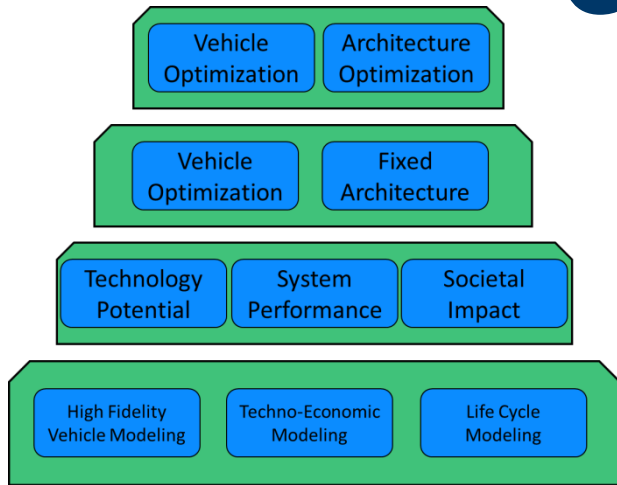 Vehicle
Optimization
Architecture
Optimization
Vehicle
Optimization
Fixed
Architecture
Technology
Potential
System
Performance
Societal
Impact
High Fidelity
Vehicle Modeling
Techno-Economic
Modeling
Life Cycle
Modeling